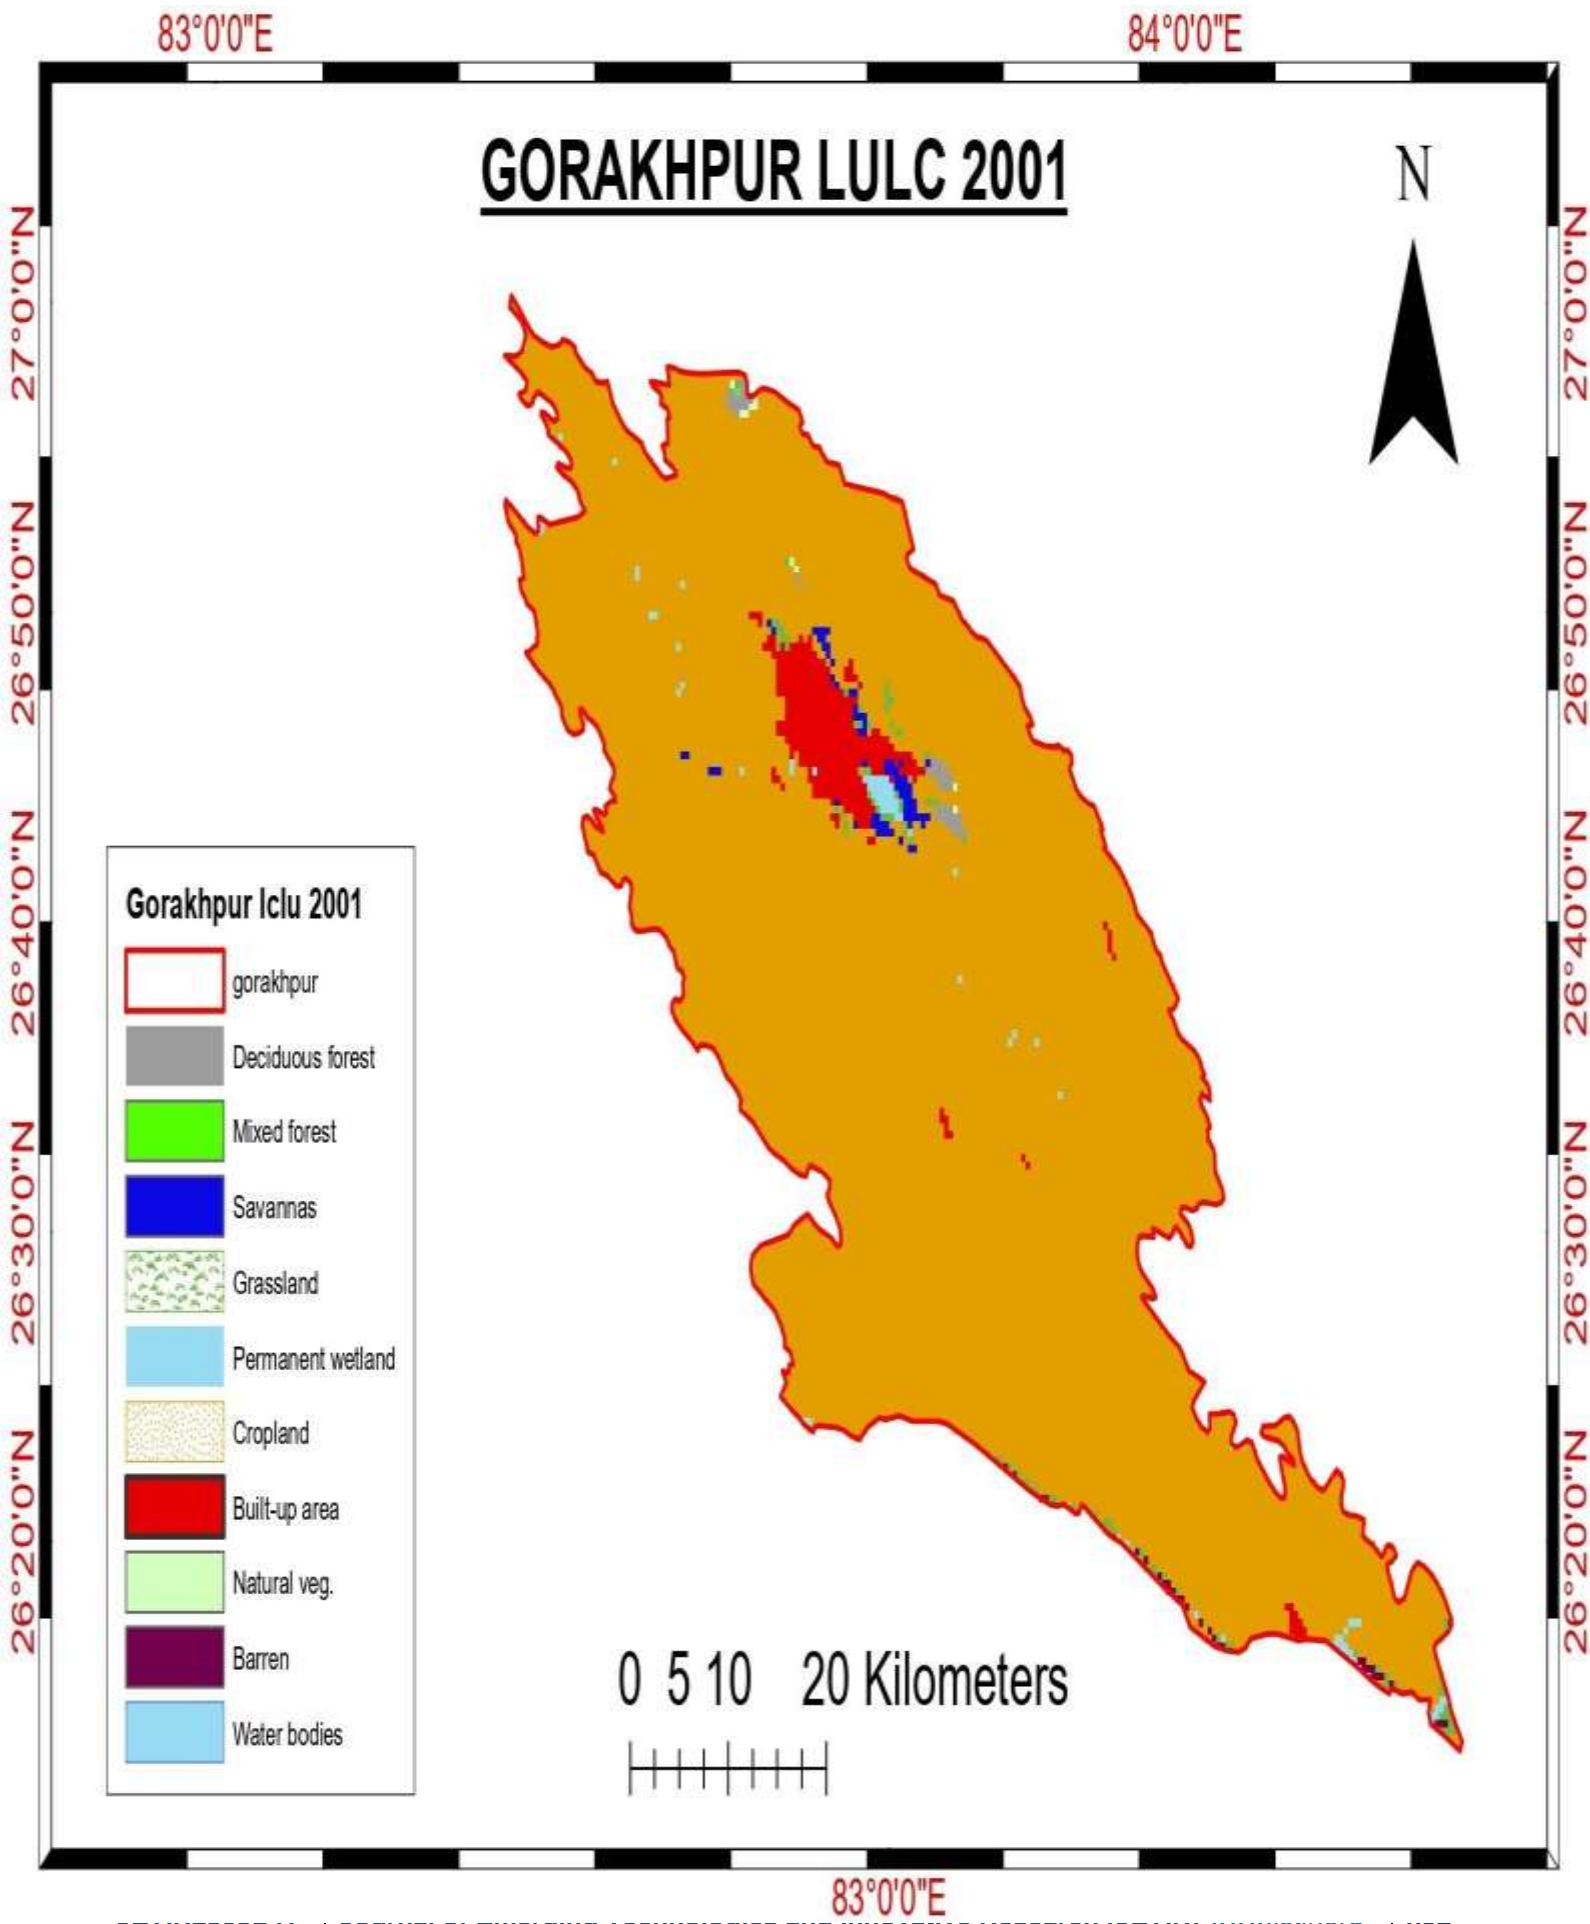 83°0'0"E 84°0'0"E
GORAKHPUR LULC 2001
N
27°0'0"N
26°50'0"N
26°40'0"N
26°30'0"N
26°20'0"N
27°0'0"N
26°50'0"N
26°40'0"N
26°30'0"N
26°20'0"N
Gorakhpur lclu 2001
gorakhpur
Deciduous forest
Mixed forest
Savannas
Grassland
Permanent wetland
Cropland
Built-up area
Natural veg.
Barren
Water bodies
0 5 10 20 Kilometers
83°0'0"E